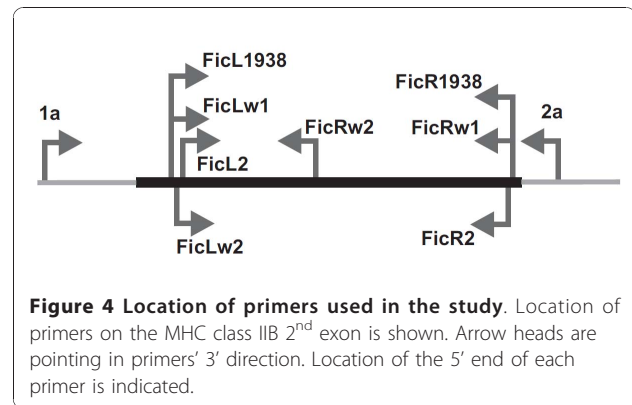 FicL1938
FicR1938
1a
FicLw1
FicRw2
FicRw1
2a
FicL2
FicLw2
FicR2
Figure 4 Location of primers used in the study. Location of
primers on the MHC class IIB 2nd exon is shown. Arrow heads are
pointing in primers’ 3’ direction. Location of the 5’ end of each
primer is indicated.